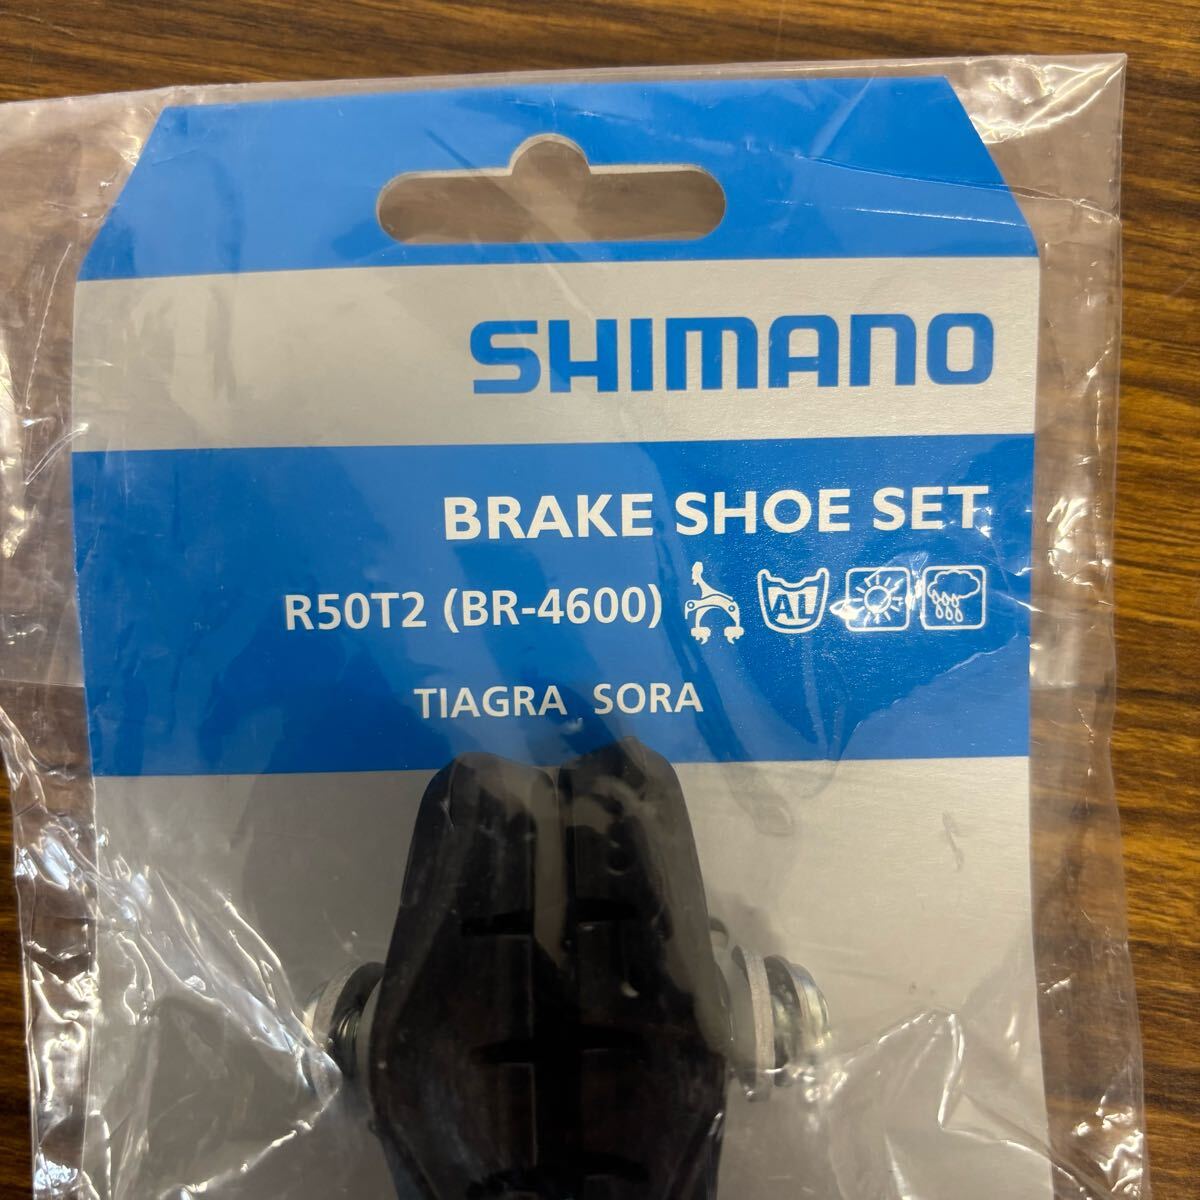 SHIMANO
BRAKE SHOE SET
R50T2 (BR-4600) AL
TIAGRA SORA